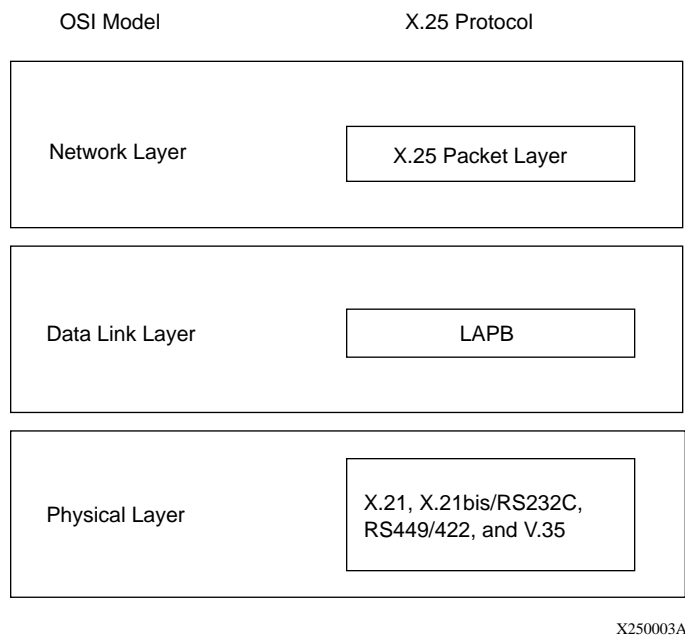 OSI Model X.25 Protocol
Network Layer X.25 Packet Layer
Data Link Layer LAPB
Physical Layer
X.21, X.21bis/RS232C,
RS449/422, and V.35
X250003A